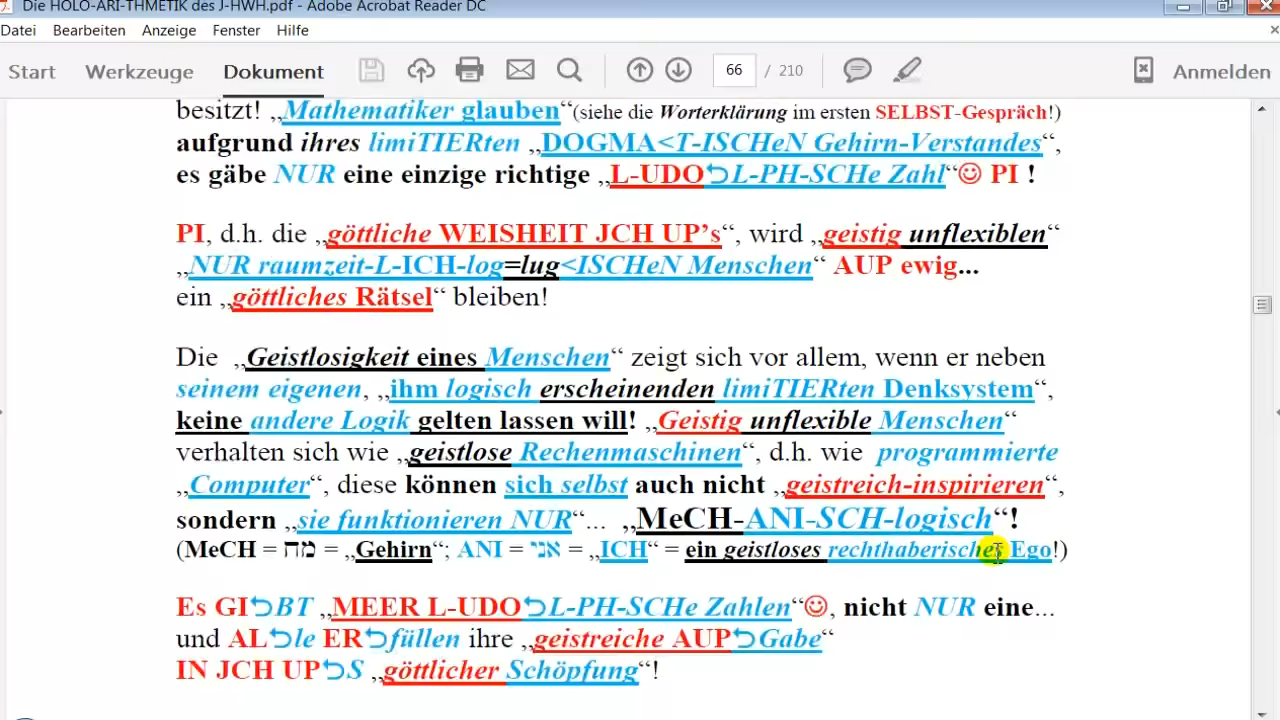 Die HOLO-ARI-THMETIK des J-HWH.pdf - Adobe Acrobat Reader DC
Datei Bearbeiten Anzeige Fenster Hilfe
Start Werkzeuge Dokument 66 / 210 Anmelden
besitzt! „Mathematiker glauben“(siehe die Worterklärung im ersten SELBST-Gespräch!)
aufgrund ihres limiTIERten „DOGMA<T-ISCHeN Gehirn-Verstandes“,
es gäbe NUR eine einzige richtige „L-UDO⮌L-PH-SCHe Zahl“☺ PI !
PI, d.h. die „göttliche WEISHEIT JCH UP’s“, wird „geistig unflexiblen“
„NUR raumzeit-L-ICH-log=lug<ISCHeN Menschen“ AUP ewig...
ein „göttliches Rätsel“ bleiben!
Die „Geistlosigkeit eines Menschen“ zeigt sich vor allem, wenn er neben
seinem eigenen, „ihm logisch erscheinenden limiTIERten Denksystem“,
keine andere Logik gelten lassen will! „Geistig unflexible Menschen“
verhalten sich wie „geistlose Rechenmaschinen“, d.h. wie programmierte
„Computer“, diese können sich selbst auch nicht „geistreich-inspirieren“,
sondern „sie funktionieren NUR“... „MeCH-ANI-SCH-logisch“!
(MeCH = מח = „Gehirn“; ANI = אני = „ICH“ = ein geistloses rechthaberisches Ego!)
Es GI⮌BT „MEER L-UDO⮌L-PH-SCHe Zahlen“☺, nicht NUR eine...
und AL⮌le ER⮌füllen ihre „geistreiche AUP⮌Gabe“
IN JCH UP⮌S „göttlicher Schöpfung“!